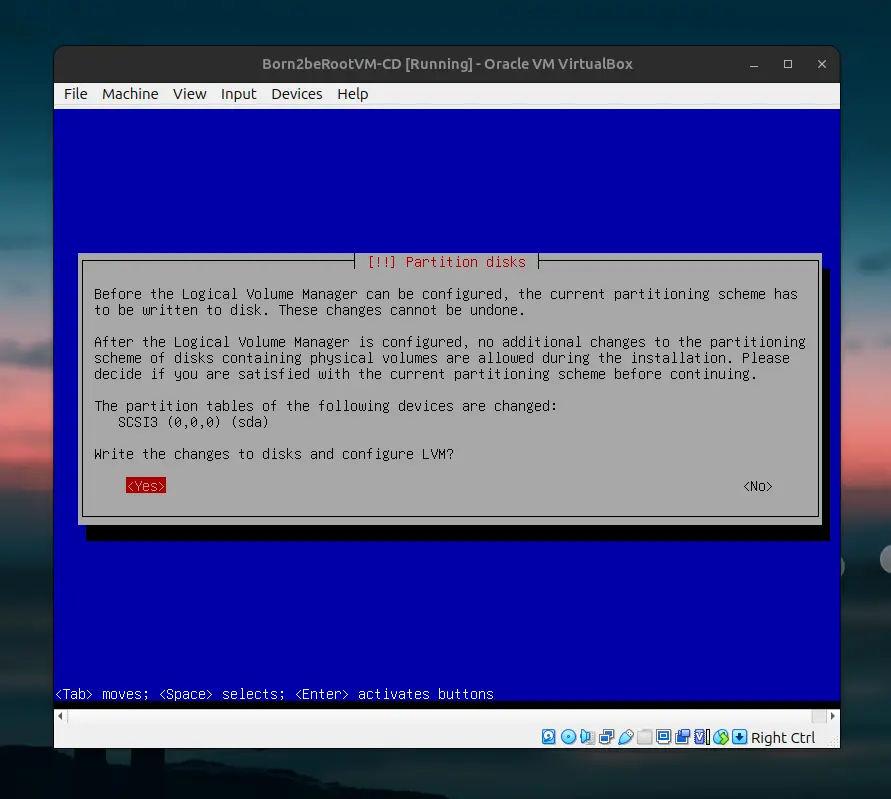 Born2beRootVM-CD [Running] - Oracle VM VirtualBox
File Machine View Input Devices Help
[!!] Partition disks
Before the Logical Volume Manager can be configured, the current partitioning scheme has
to be written to disk. These changes cannot be undone.
After the Logical Volume Manager is configured, no additional changes to the partitioning
scheme of disks containing physical volumes are allowed during the installation. Please
decide if you are satisfied with the current partitioning scheme before continuing.
The partition tables of the following devices are changed:
SCSI3 (0,0,0) (sda)
Write the changes to disks and configure LVM?
<Yes> <No>
<Tab> moves; <Space> selects; <Enter> activates buttons
Right Ctrl